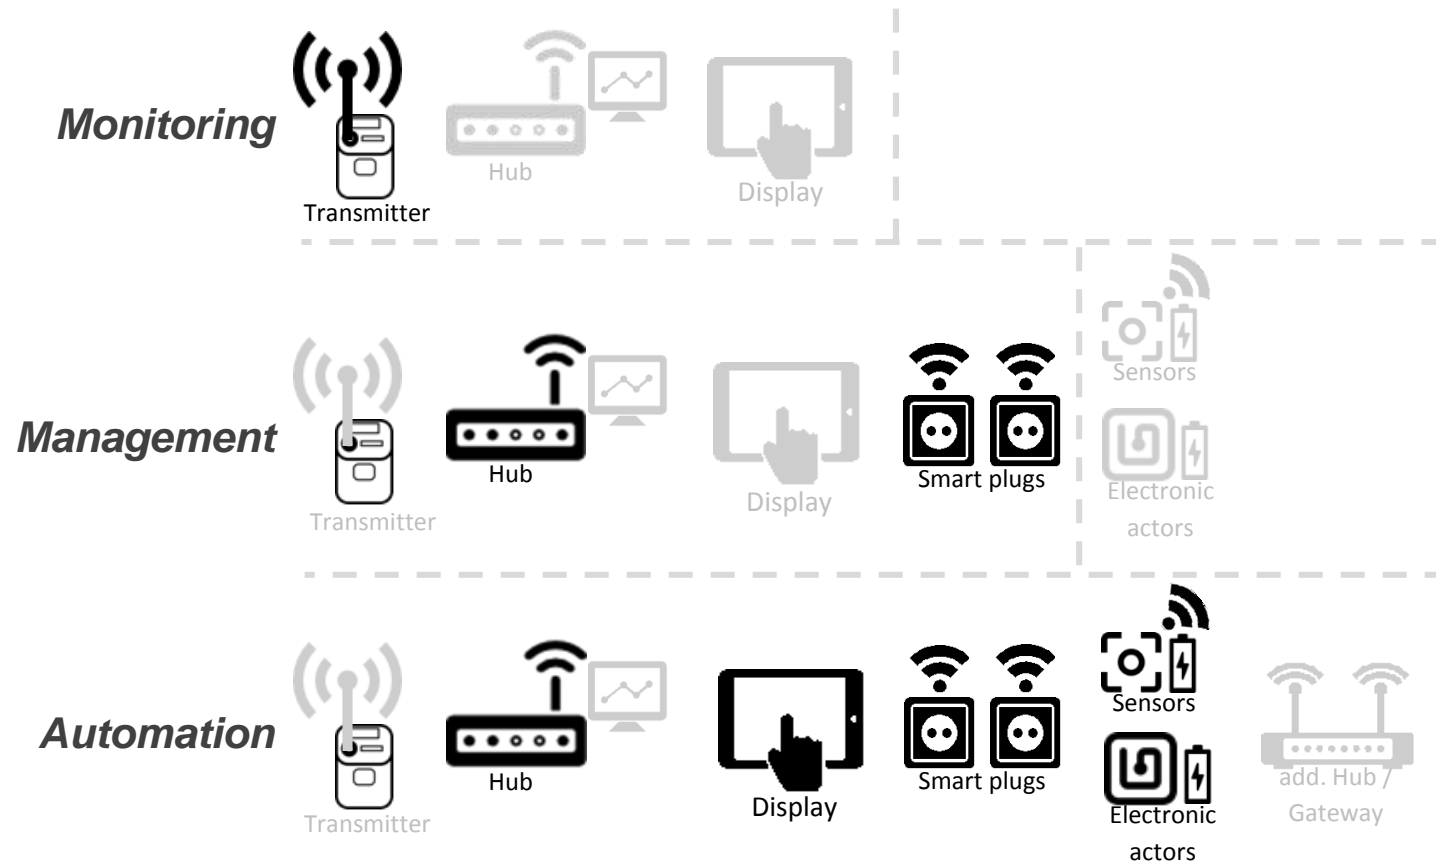 Monitoring
Transmitter
Hub
Display
Management
Transmitter
Hub
Display
Smart plugs
Sensors
Electronic
actors
Automation
Transmitter
Hub
Display
Smart plugs
Sensors
Electronic
actors
add. Hub /
Gateway